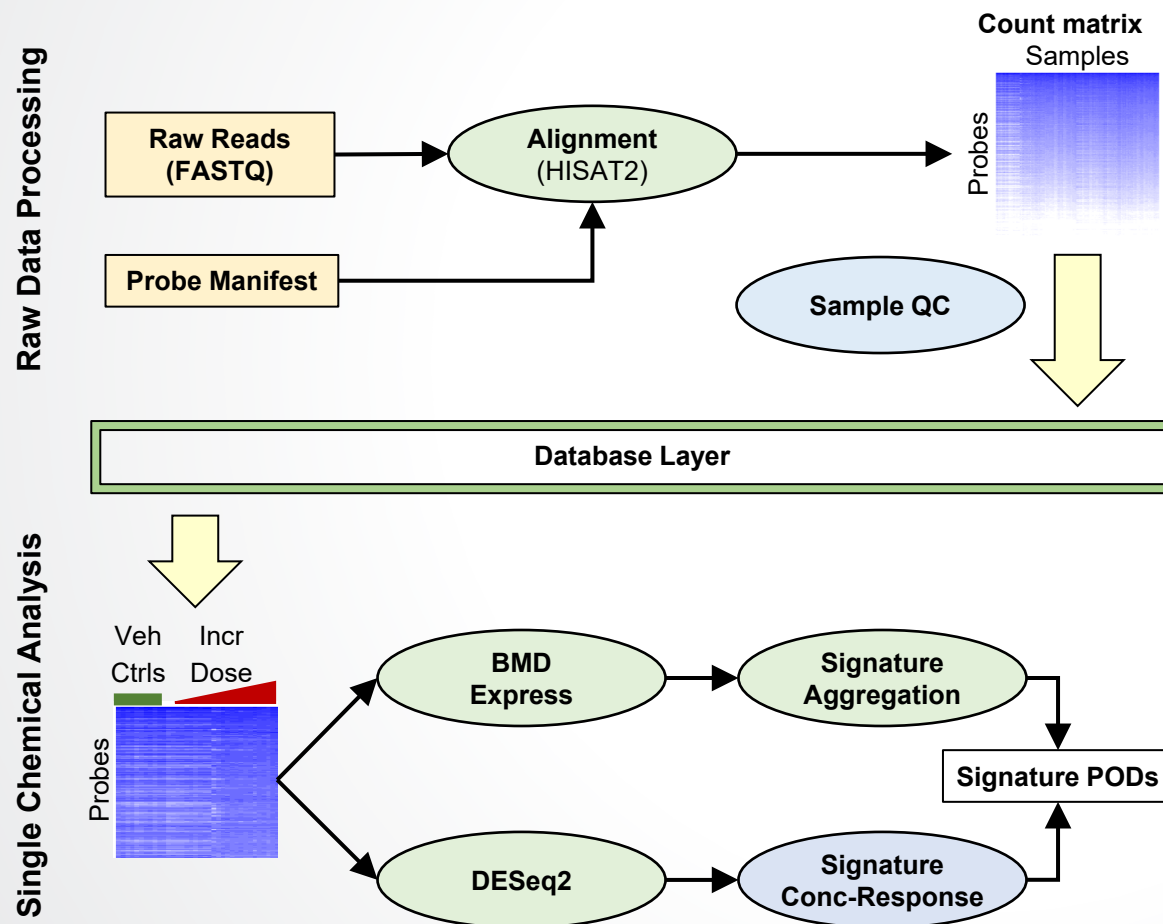 Raw Data Processing
Count matrix
Samples
Probes
Raw Reads
(FASTQ)
Alignment
(HISAT2)
Probe Manifest
Sample QC
Database Layer
Single Chemical Analysis
Veh
Ctrls
Incr
Dose
Probes
BMD
Express
Signature
Aggregation
Signature PODs
DESeq2
Signature
Conc-Response